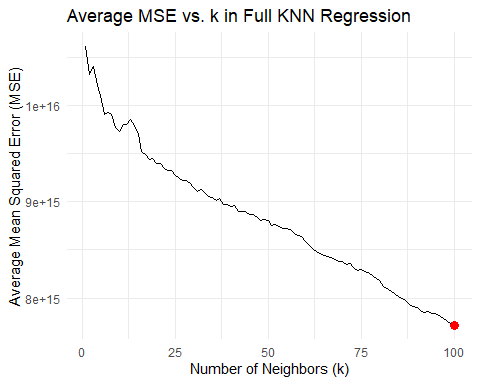 Average MSE vs. k in Full KNN Regression
Average Mean Squared Error (MSE)
1e+16
9e+15
8e+15
0 25 50 75 100
Number of Neighbors (k)